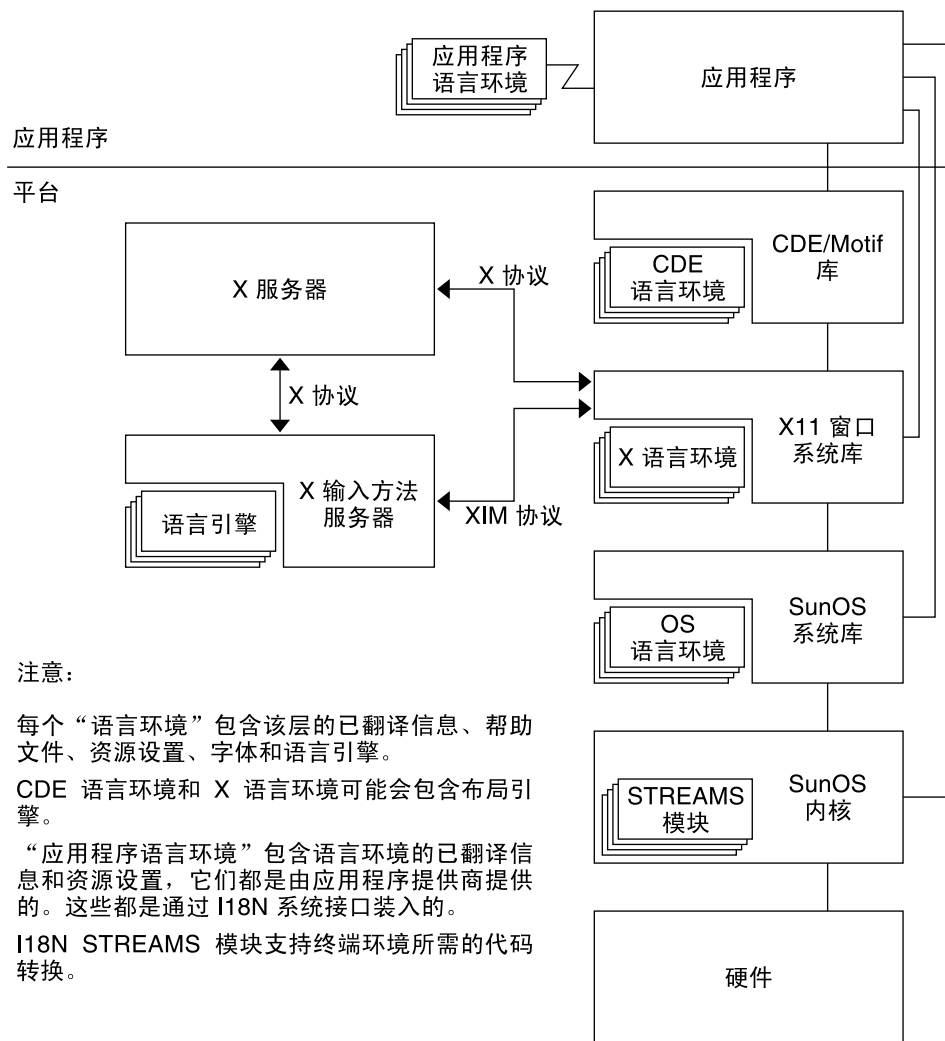 应用程序
语言环境
应用程序
应用程序
平台
CDE/Motif
库
CDE
语言环境
X 服务器
X 协议
X 协议
X11 窗口
系统库
X 语言环境
X 输入方法
服务器
语言引擎
XIM 协议
SunOS
系统库
OS
语言环境
SunOS
内核
STREAMS
模块
硬件
注意：
每个“语言环境”包含该层的已翻译信息、帮助
文件、资源设置、字体和语言引擎。
CDE 语言环境和 X 语言环境可能会包含布局引
擎。
“应用程序语言环境”包含语言环境的已翻译信
息和资源设置，它们都是由应用程序提供商提供
的。这些都是通过 I18N 系统接口装入的。
I18N STREAMS 模块支持终端环境所需的代码
转换。